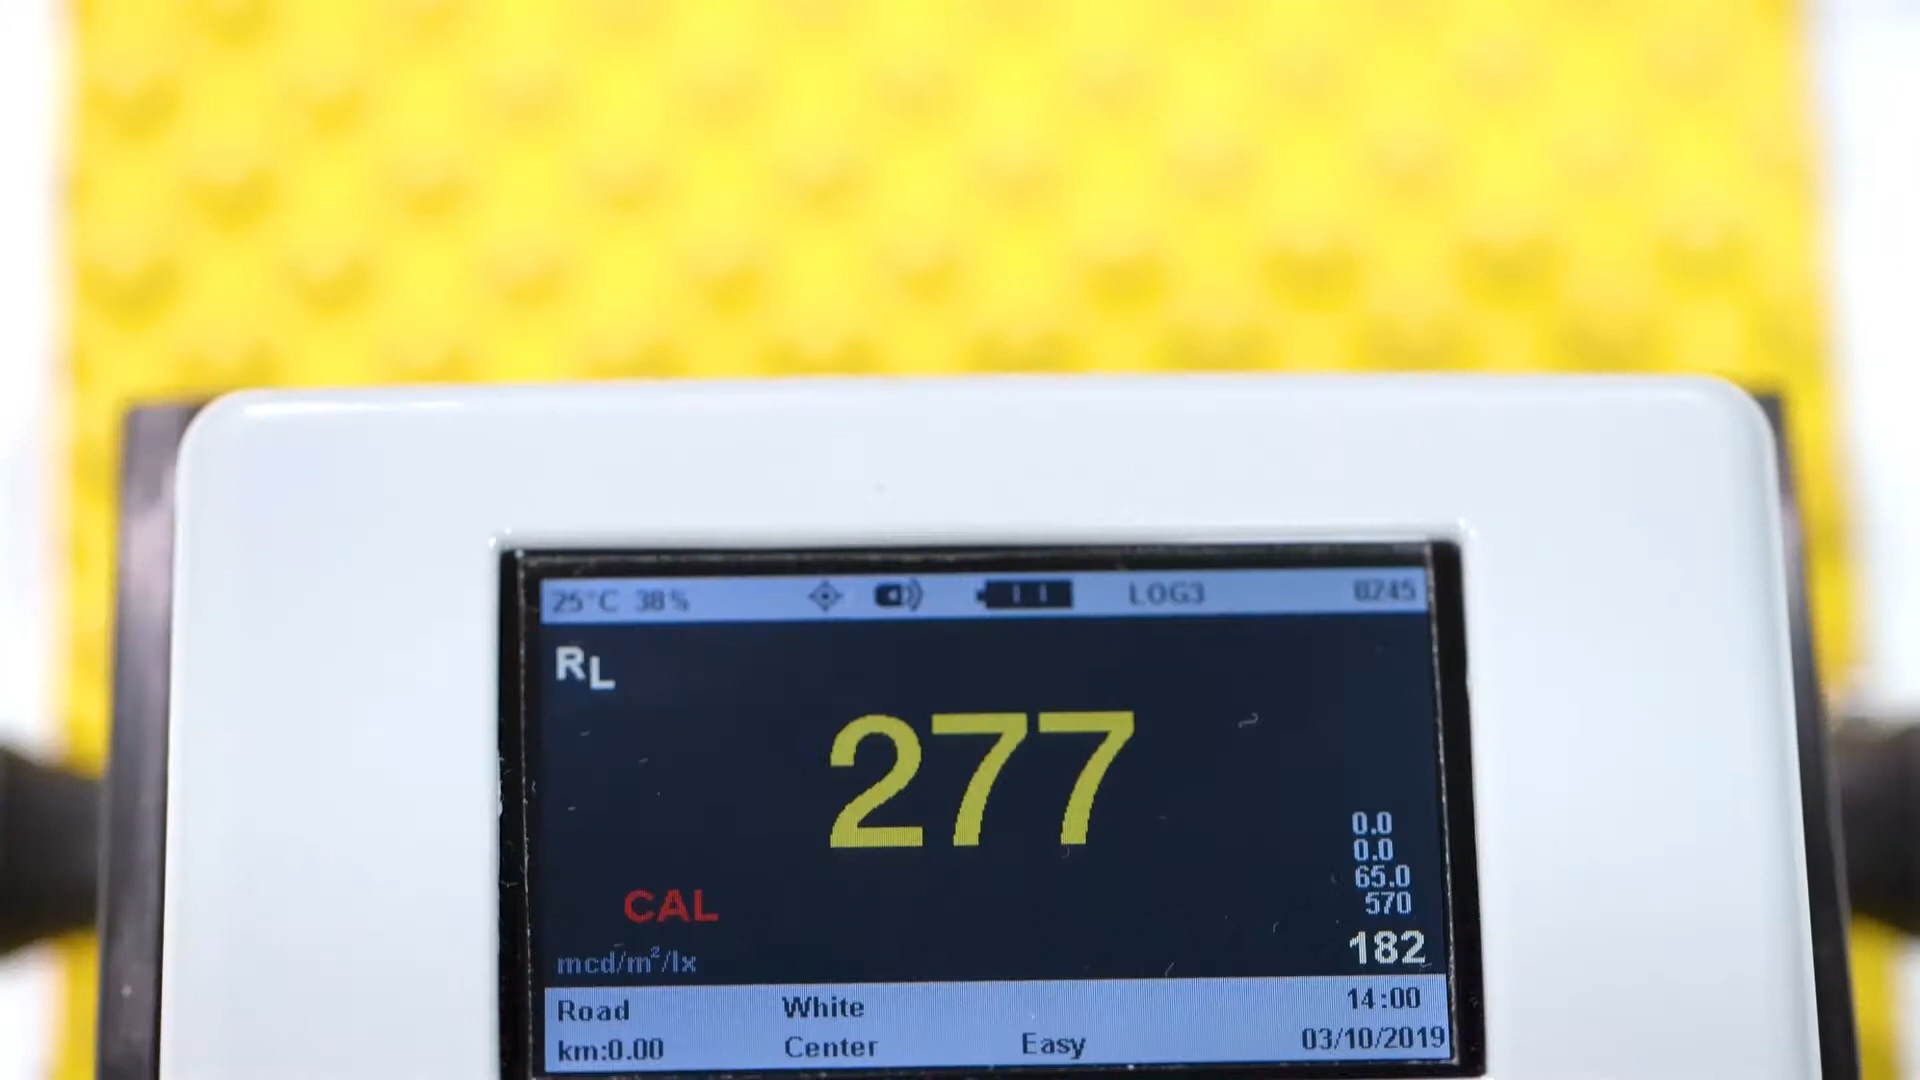 25°C 38% LOG3 0245
RL
277
0.0
0.0
65.0
570
CAL
182
mcd/m²/lx
Road White 14:00
km:0.00 Center Easy 03/10/2019